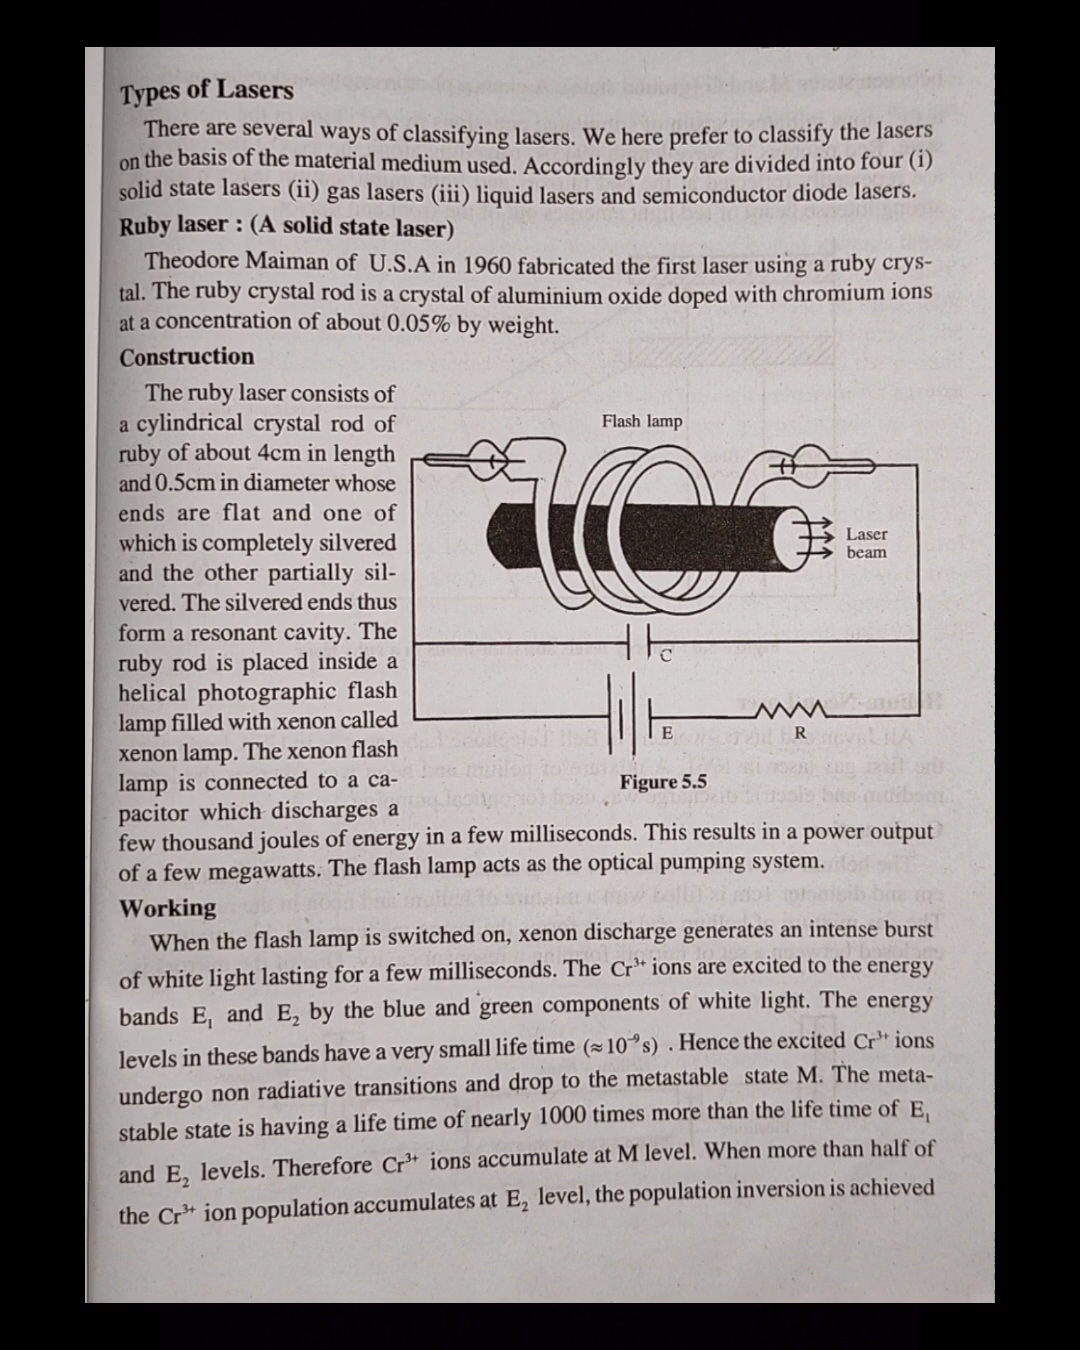 Types of Lasers
There are several ways of classifying lasers. We here prefer to classify the lasers
on the basis of the material medium used. Accordingly they are divided into four (i)
solid state lasers (ii) gas lasers (iii) liquid lasers and semiconductor diode lasers.
Ruby laser : (A solid state laser)
Theodore Maiman of U.S.A in 1960 fabricated the first laser using a ruby crys-
tal. The ruby crystal rod is a crystal of aluminium oxide doped with chromium ions
at a concentration of about 0.05% by weight.
Construction
The ruby laser consists of
a cylindrical crystal rod of
ruby of about 4cm in length
and 0.5cm in diameter whose
ends are flat and one of
which is completely silvered
and the other partially sil-
vered. The silvered ends thus
form a resonant cavity. The
ruby rod is placed inside a
helical photographic flash
lamp filled with xenon called
xenon lamp. The xenon flash
lamp is connected to a ca-
pacitor which discharges a
Flash lamp
Laser
beam
C
E
R
Figure 5.5
few thousand joules of energy in a few milliseconds. This results in a power output
of a few megawatts. The flash lamp acts as the optical pumping system.
Working
When the flash lamp is switched on, xenon discharge generates an intense burst
of white light lasting for a few milliseconds. The Cr³⁺ ions are excited to the energy
bands E₁ and E₂ by the blue and green components of white light. The energy
levels in these bands have a very small life time (≈10⁻⁹s) . Hence the excited Cr³⁺ ions
undergo non radiative transitions and drop to the metastable state M. The meta-
stable state is having a life time of nearly 1000 times more than the life time of E₁
and E₂ levels. Therefore Cr³⁺ ions accumulate at M level. When more than half of
the Cr³⁺ ion population accumulates at E₂ level, the population inversion is achieved